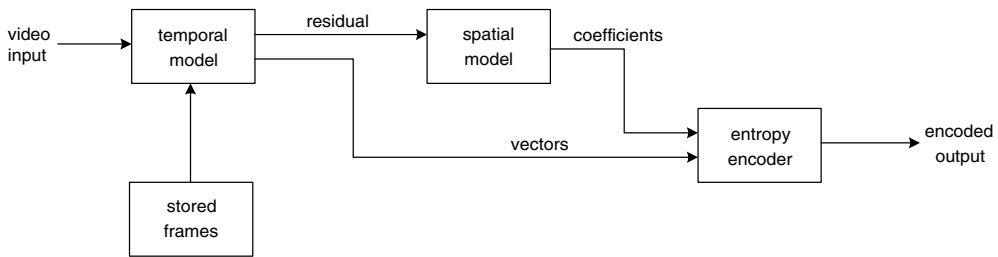 video
input
temporal
model
residual
spatial
model
coefficients
vectors
entropy
encoder
encoded
output
stored
frames